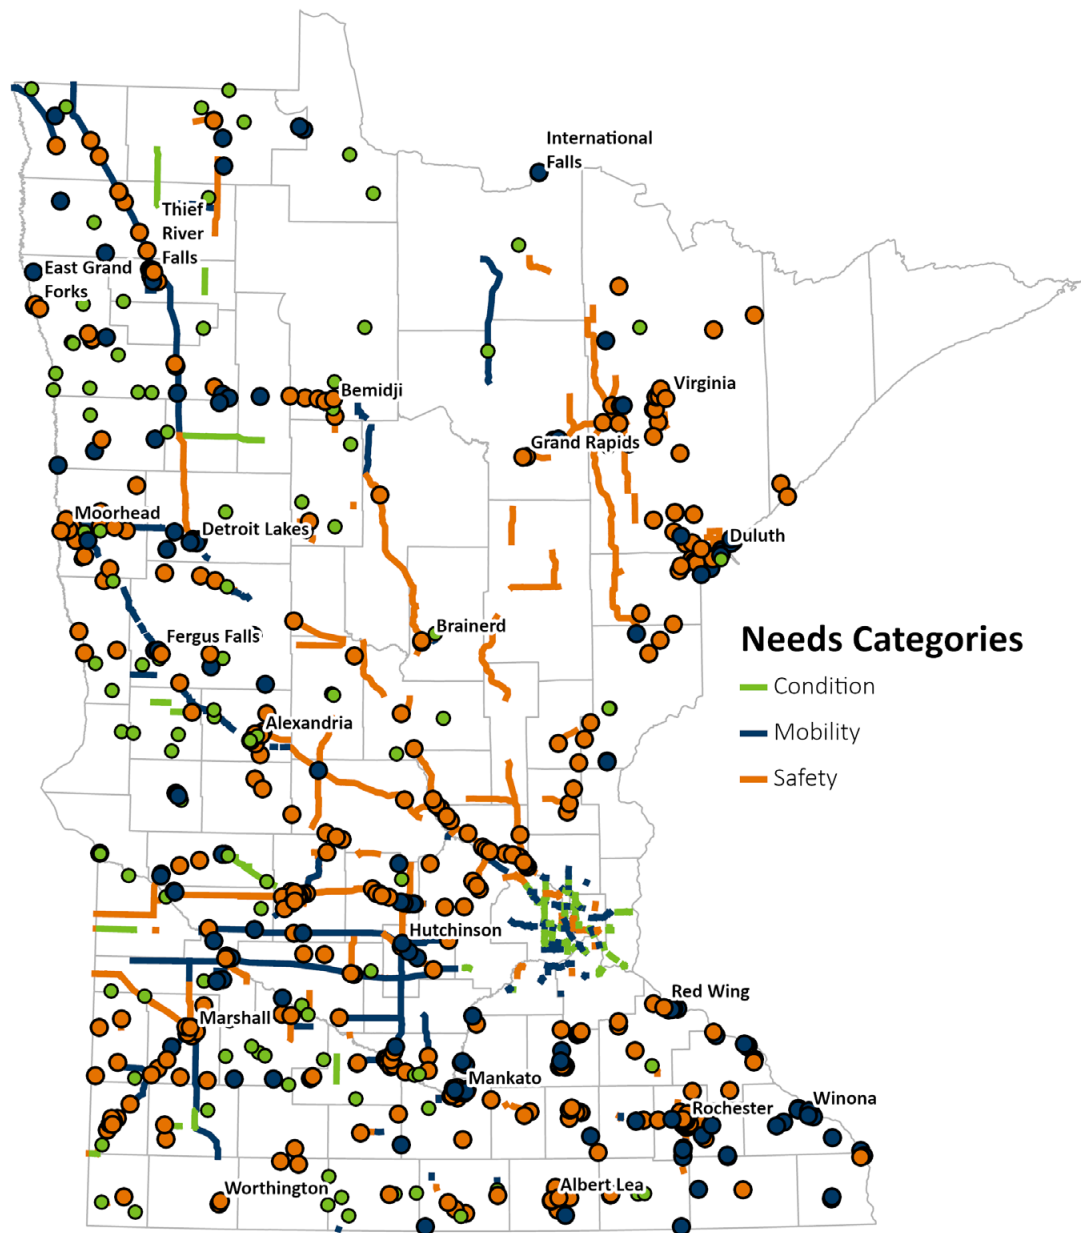 International
Falls
Thief
River
Falls
East Grand
Forks
Bemidji
Virginia
Grand Rapids
Moorhead
Detroit Lakes
Duluth
Brainerd
Fergus Falls
Needs Categories
Condition
Mobility
Safety
Alexandria
Hutchinson
Red Wing
Marshall
Mankato
Rochester
Winona
Worthington
Albert Lea